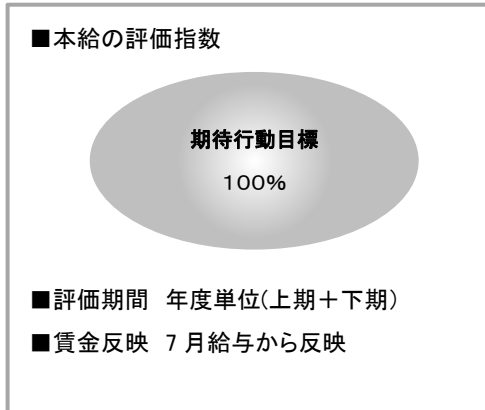 ■本給の評価指数
期待行動目標
100%
■評価期間 年度単位(上期+下期)
■賃金反映 7月給与から反映